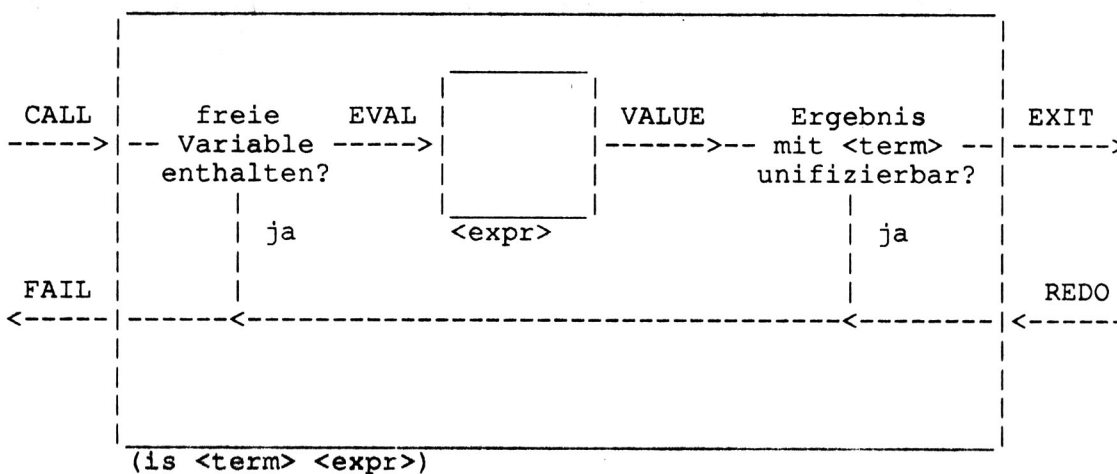 CALL freie EVAL VALUE Ergebnis EXIT
----->|-- Variable ----->| |------>-- mit <term> --|------>
enthalten? unifizierbar?
ja <expr> ja
FAIL REDO
<-----|------<---------------------------------<---------|<------
(is <term> <expr>)